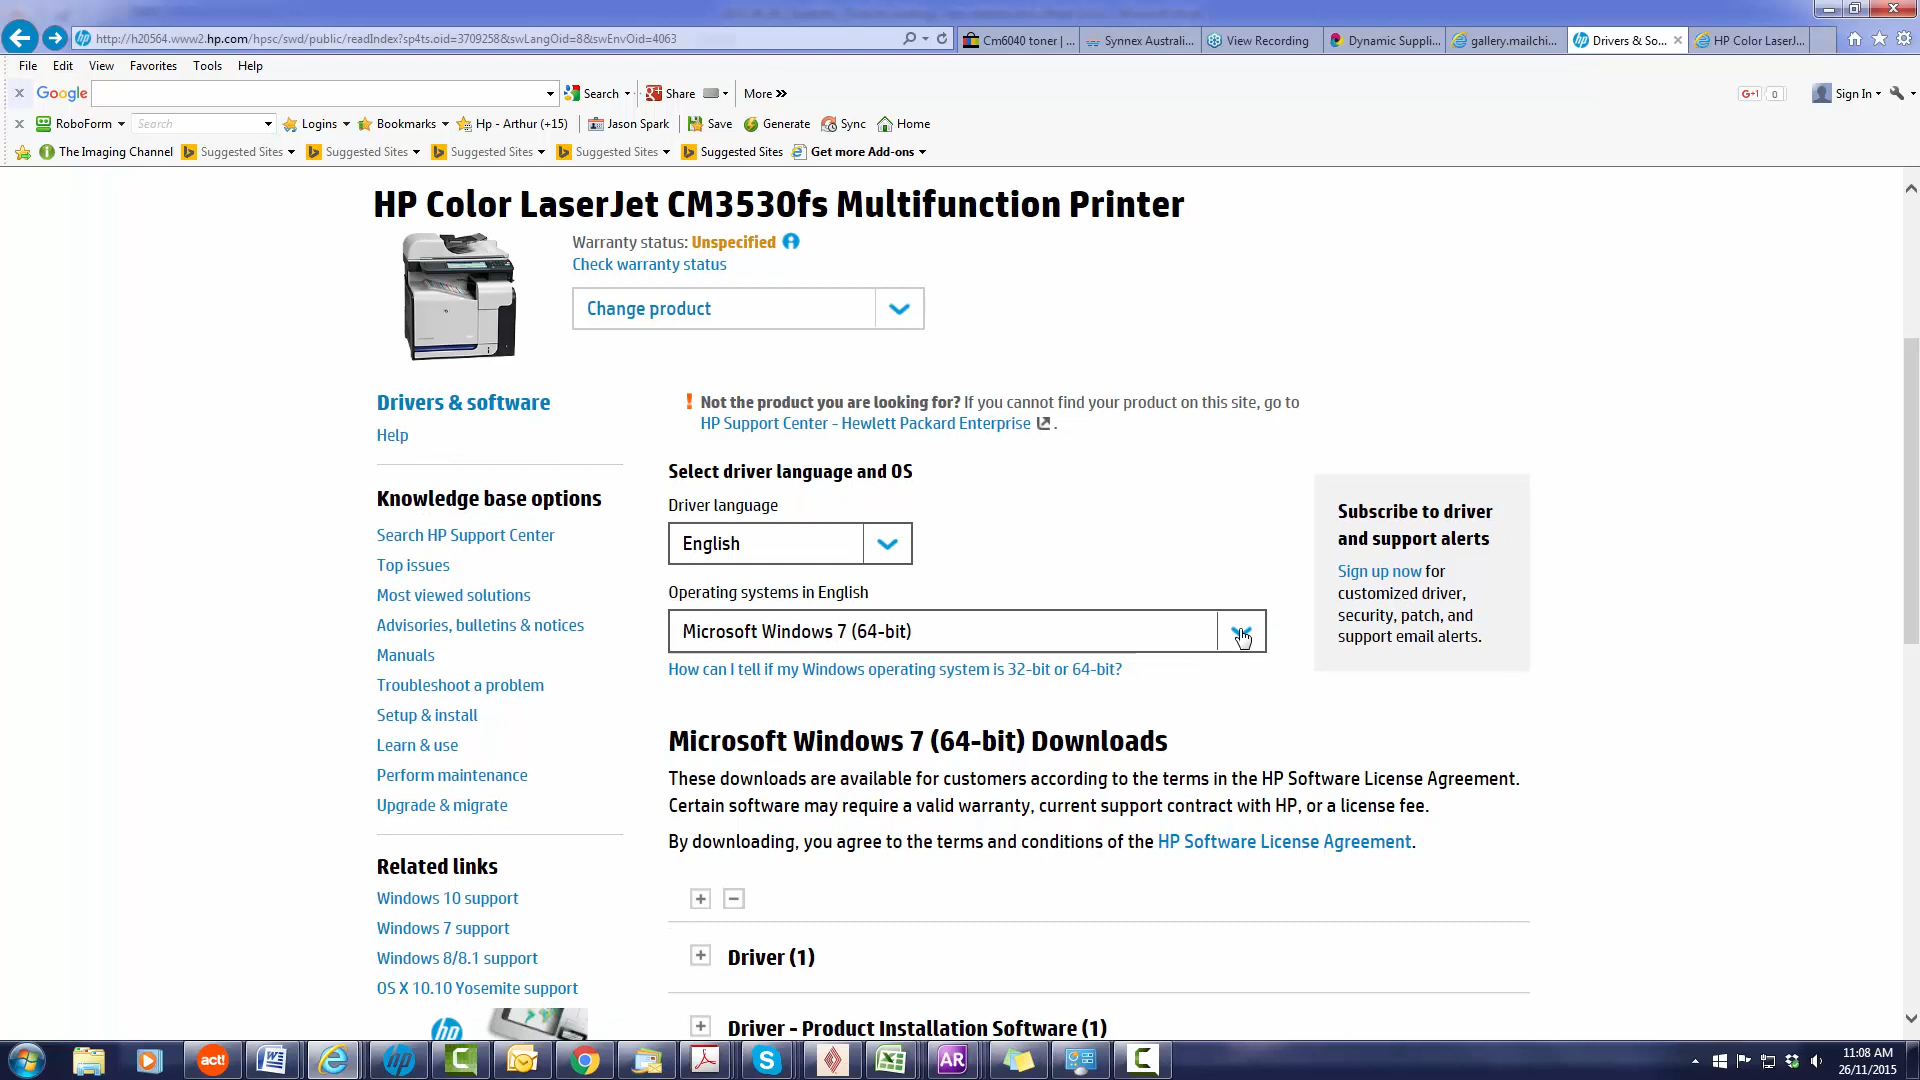 http://h20564.www2.hp.com/hpsc/swd/public/readIndex?sp4ts.oid=3709258&swLangOid=8&swEnvOid=4063
Cm6040 toner | ...
Synnex Australi...
View Recording
Dynamic Suppli...
gallery.mailchi...
Drivers & So...
HP Color LaserJ...
File Edit View Favorites Tools Help
Google Search Share More »
G+1 0 Sign In
RoboForm Search Logins Bookmarks Hp - Arthur (+15) Jason Spark Save Generate Sync Home
The Imaging Channel Suggested Sites Suggested Sites Suggested Sites Suggested Sites Suggested Sites Get more Add-ons
HP Color LaserJet CM3530fs Multifunction Printer
Warranty status: Unspecified
Check warranty status
Change product
Drivers & software
Help
! Not the product you are looking for? If you cannot find your product on this site, go to
HP Support Center - Hewlett Packard Enterprise .
Knowledge base options
Search HP Support Center
Top issues
Most viewed solutions
Advisories, bulletins & notices
Manuals
Troubleshoot a problem
Setup & install
Learn & use
Perform maintenance
Upgrade & migrate
Related links
Windows 10 support
Windows 7 support
Windows 8/8.1 support
OS X 10.10 Yosemite support
hp
Select driver language and OS
Driver language
English
Operating systems in English
Microsoft Windows 7 (64-bit)
How can I tell if my Windows operating system is 32-bit or 64-bit?
Subscribe to driver
and support alerts
Sign up now for
customized driver,
security, patch, and
support email alerts.
Microsoft Windows 7 (64-bit) Downloads
These downloads are available for customers according to the terms in the HP Software License Agreement.
Certain software may require a valid warranty, current support contract with HP, or a license fee.
By downloading, you agree to the terms and conditions of the HP Software License Agreement.
Driver (1)
Driver - Product Installation Software (1)
act!
AR
11:08 AM
26/11/2015